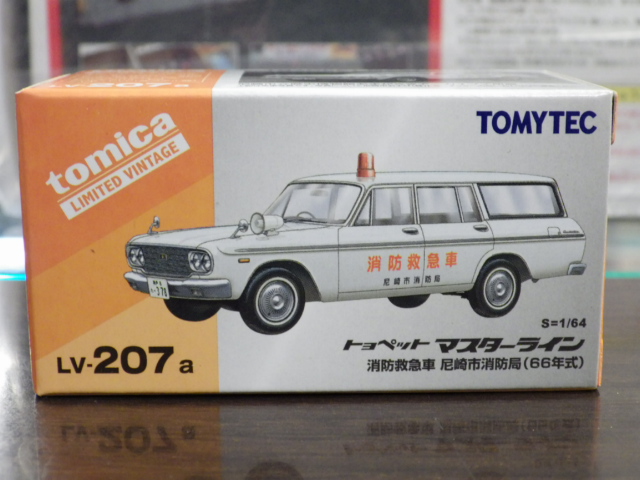 LV-207a
TOMYTEC
tomica
LIMITED VINTAGE
消防救急車
尼崎市消防局
S=1/64
トヨペット マスターライン
LV-207a
消防救急車 尼崎市消防局(66年式)